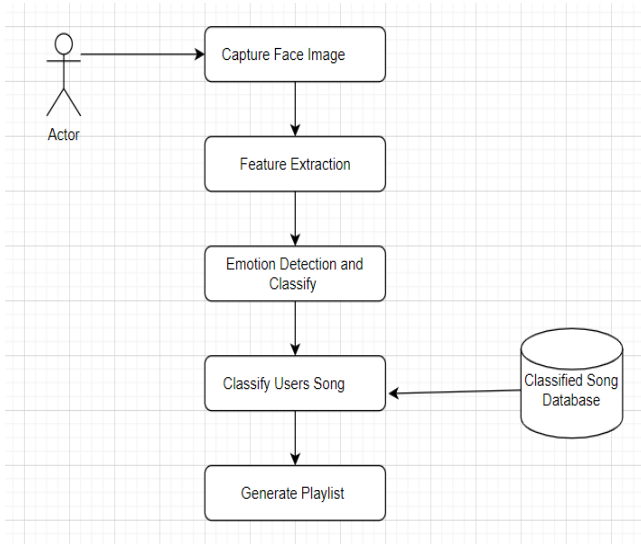 Capture Face Image
Actor
Feature Extraction
Emotion Detection and
Classify
Classify Users Song
Classified Song
Database
Generate Playlist